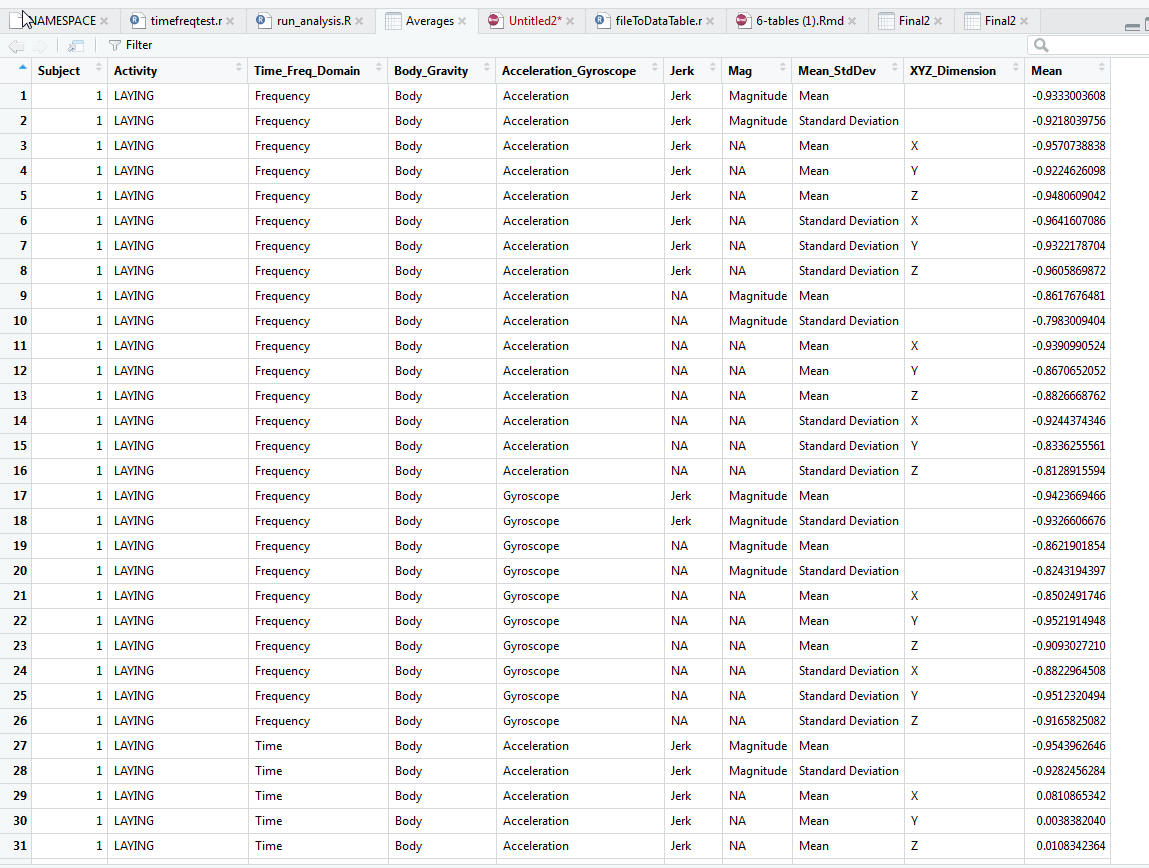 NAMESPACE timefreqtest.r run_analysis.R Averages Untitled2* fileToDataTable.r 6-tables (1).Rmd Final2 Final2
Filter
Subject Activity Time_Freq_Domain Body_Gravity Acceleration_Gyroscope Jerk Mag Mean_StdDev XYZ_Dimension Mean
1 1 LAYING Frequency Body Acceleration Jerk Magnitude Mean -0.9333003608
2 1 LAYING Frequency Body Acceleration Jerk Magnitude Standard Deviation -0.9218039756
3 1 LAYING Frequency Body Acceleration Jerk NA Mean X -0.9570738838
4 1 LAYING Frequency Body Acceleration Jerk NA Mean Y -0.9224626098
5 1 LAYING Frequency Body Acceleration Jerk NA Mean Z -0.9480609042
6 1 LAYING Frequency Body Acceleration Jerk NA Standard Deviation X -0.9641607086
7 1 LAYING Frequency Body Acceleration Jerk NA Standard Deviation Y -0.9322178704
8 1 LAYING Frequency Body Acceleration Jerk NA Standard Deviation Z -0.9605869872
9 1 LAYING Frequency Body Acceleration NA Magnitude Mean -0.8617676481
10 1 LAYING Frequency Body Acceleration NA Magnitude Standard Deviation -0.7983009404
11 1 LAYING Frequency Body Acceleration NA NA Mean X -0.9390990524
12 1 LAYING Frequency Body Acceleration NA NA Mean Y -0.8670652052
13 1 LAYING Frequency Body Acceleration NA NA Mean Z -0.8826668762
14 1 LAYING Frequency Body Acceleration NA NA Standard Deviation X -0.9244374346
15 1 LAYING Frequency Body Acceleration NA NA Standard Deviation Y -0.8336255561
16 1 LAYING Frequency Body Acceleration NA NA Standard Deviation Z -0.8128915594
17 1 LAYING Frequency Body Gyroscope Jerk Magnitude Mean -0.9423669466
18 1 LAYING Frequency Body Gyroscope Jerk Magnitude Standard Deviation -0.9326606676
19 1 LAYING Frequency Body Gyroscope NA Magnitude Mean -0.8621901854
20 1 LAYING Frequency Body Gyroscope NA Magnitude Standard Deviation -0.8243194397
21 1 LAYING Frequency Body Gyroscope NA NA Mean X -0.8502491746
22 1 LAYING Frequency Body Gyroscope NA NA Mean Y -0.9521914948
23 1 LAYING Frequency Body Gyroscope NA NA Mean Z -0.9093027210
24 1 LAYING Frequency Body Gyroscope NA NA Standard Deviation X -0.8822964508
25 1 LAYING Frequency Body Gyroscope NA NA Standard Deviation Y -0.9512320494
26 1 LAYING Frequency Body Gyroscope NA NA Standard Deviation Z -0.9165825082
27 1 LAYING Time Body Acceleration Jerk Magnitude Mean -0.9543962646
28 1 LAYING Time Body Acceleration Jerk Magnitude Standard Deviation -0.9282456284
29 1 LAYING Time Body Acceleration Jerk NA Mean X 0.0810865342
30 1 LAYING Time Body Acceleration Jerk NA Mean Y 0.0038382040
31 1 LAYING Time Body Acceleration Jerk NA Mean Z 0.0108342364